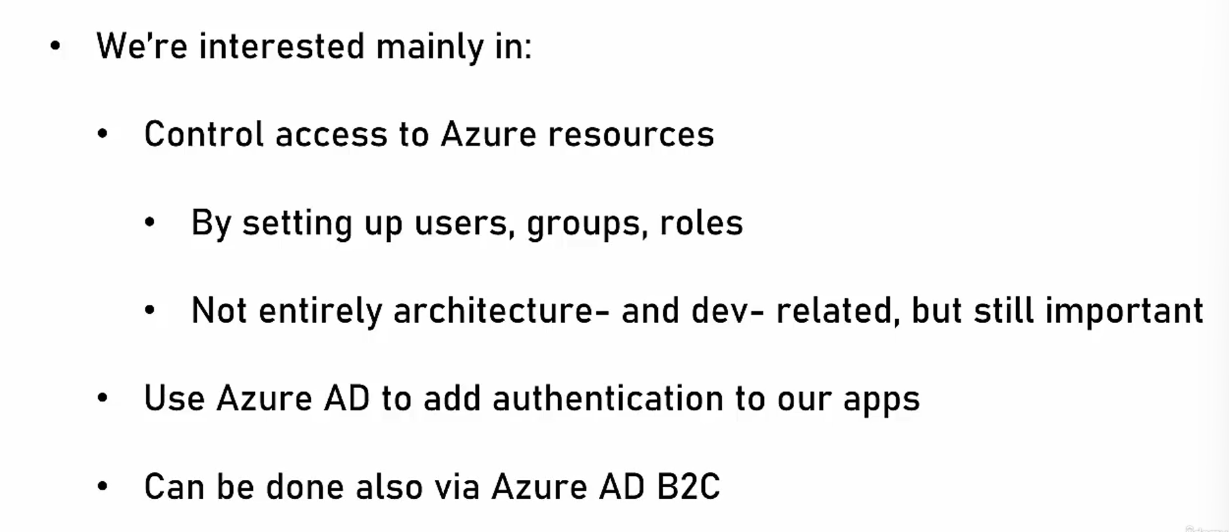 • We're interested mainly in:
• Control access to Azure resources
• By setting up users, groups, roles
• Not entirely architecture- and dev- related, but still important
• Use Azure AD to add authentication to our apps
• Can be done also via Azure AD B2C